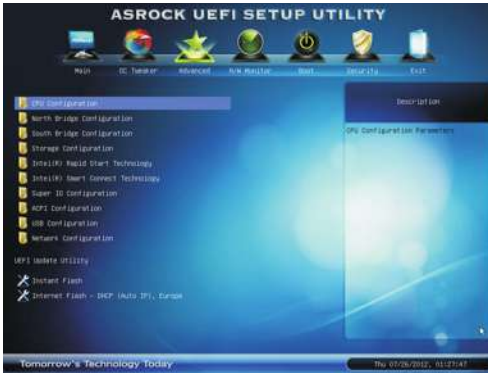 ASROCK UEFI SETUP UTILITY
Main OC Tweaker Advanced H/W Monitor Boot Security Exit
CPU Configuration
North Bridge Configuration
South Bridge Configuration
Storage Configuration
Intel(R) Rapid Start Technology
Intel(R) Smart Connect Technology
Super IO Configuration
ACPI Configuration
USB Configuration
Network Configuration
UEFI Update Utility
Instant Flash
Internet Flash - DHCP (Auto IP), Europe
Description
CPU Configuration Parameters
Tomorrow's Technology Today
Thu 07/26/2012, 01:27:47